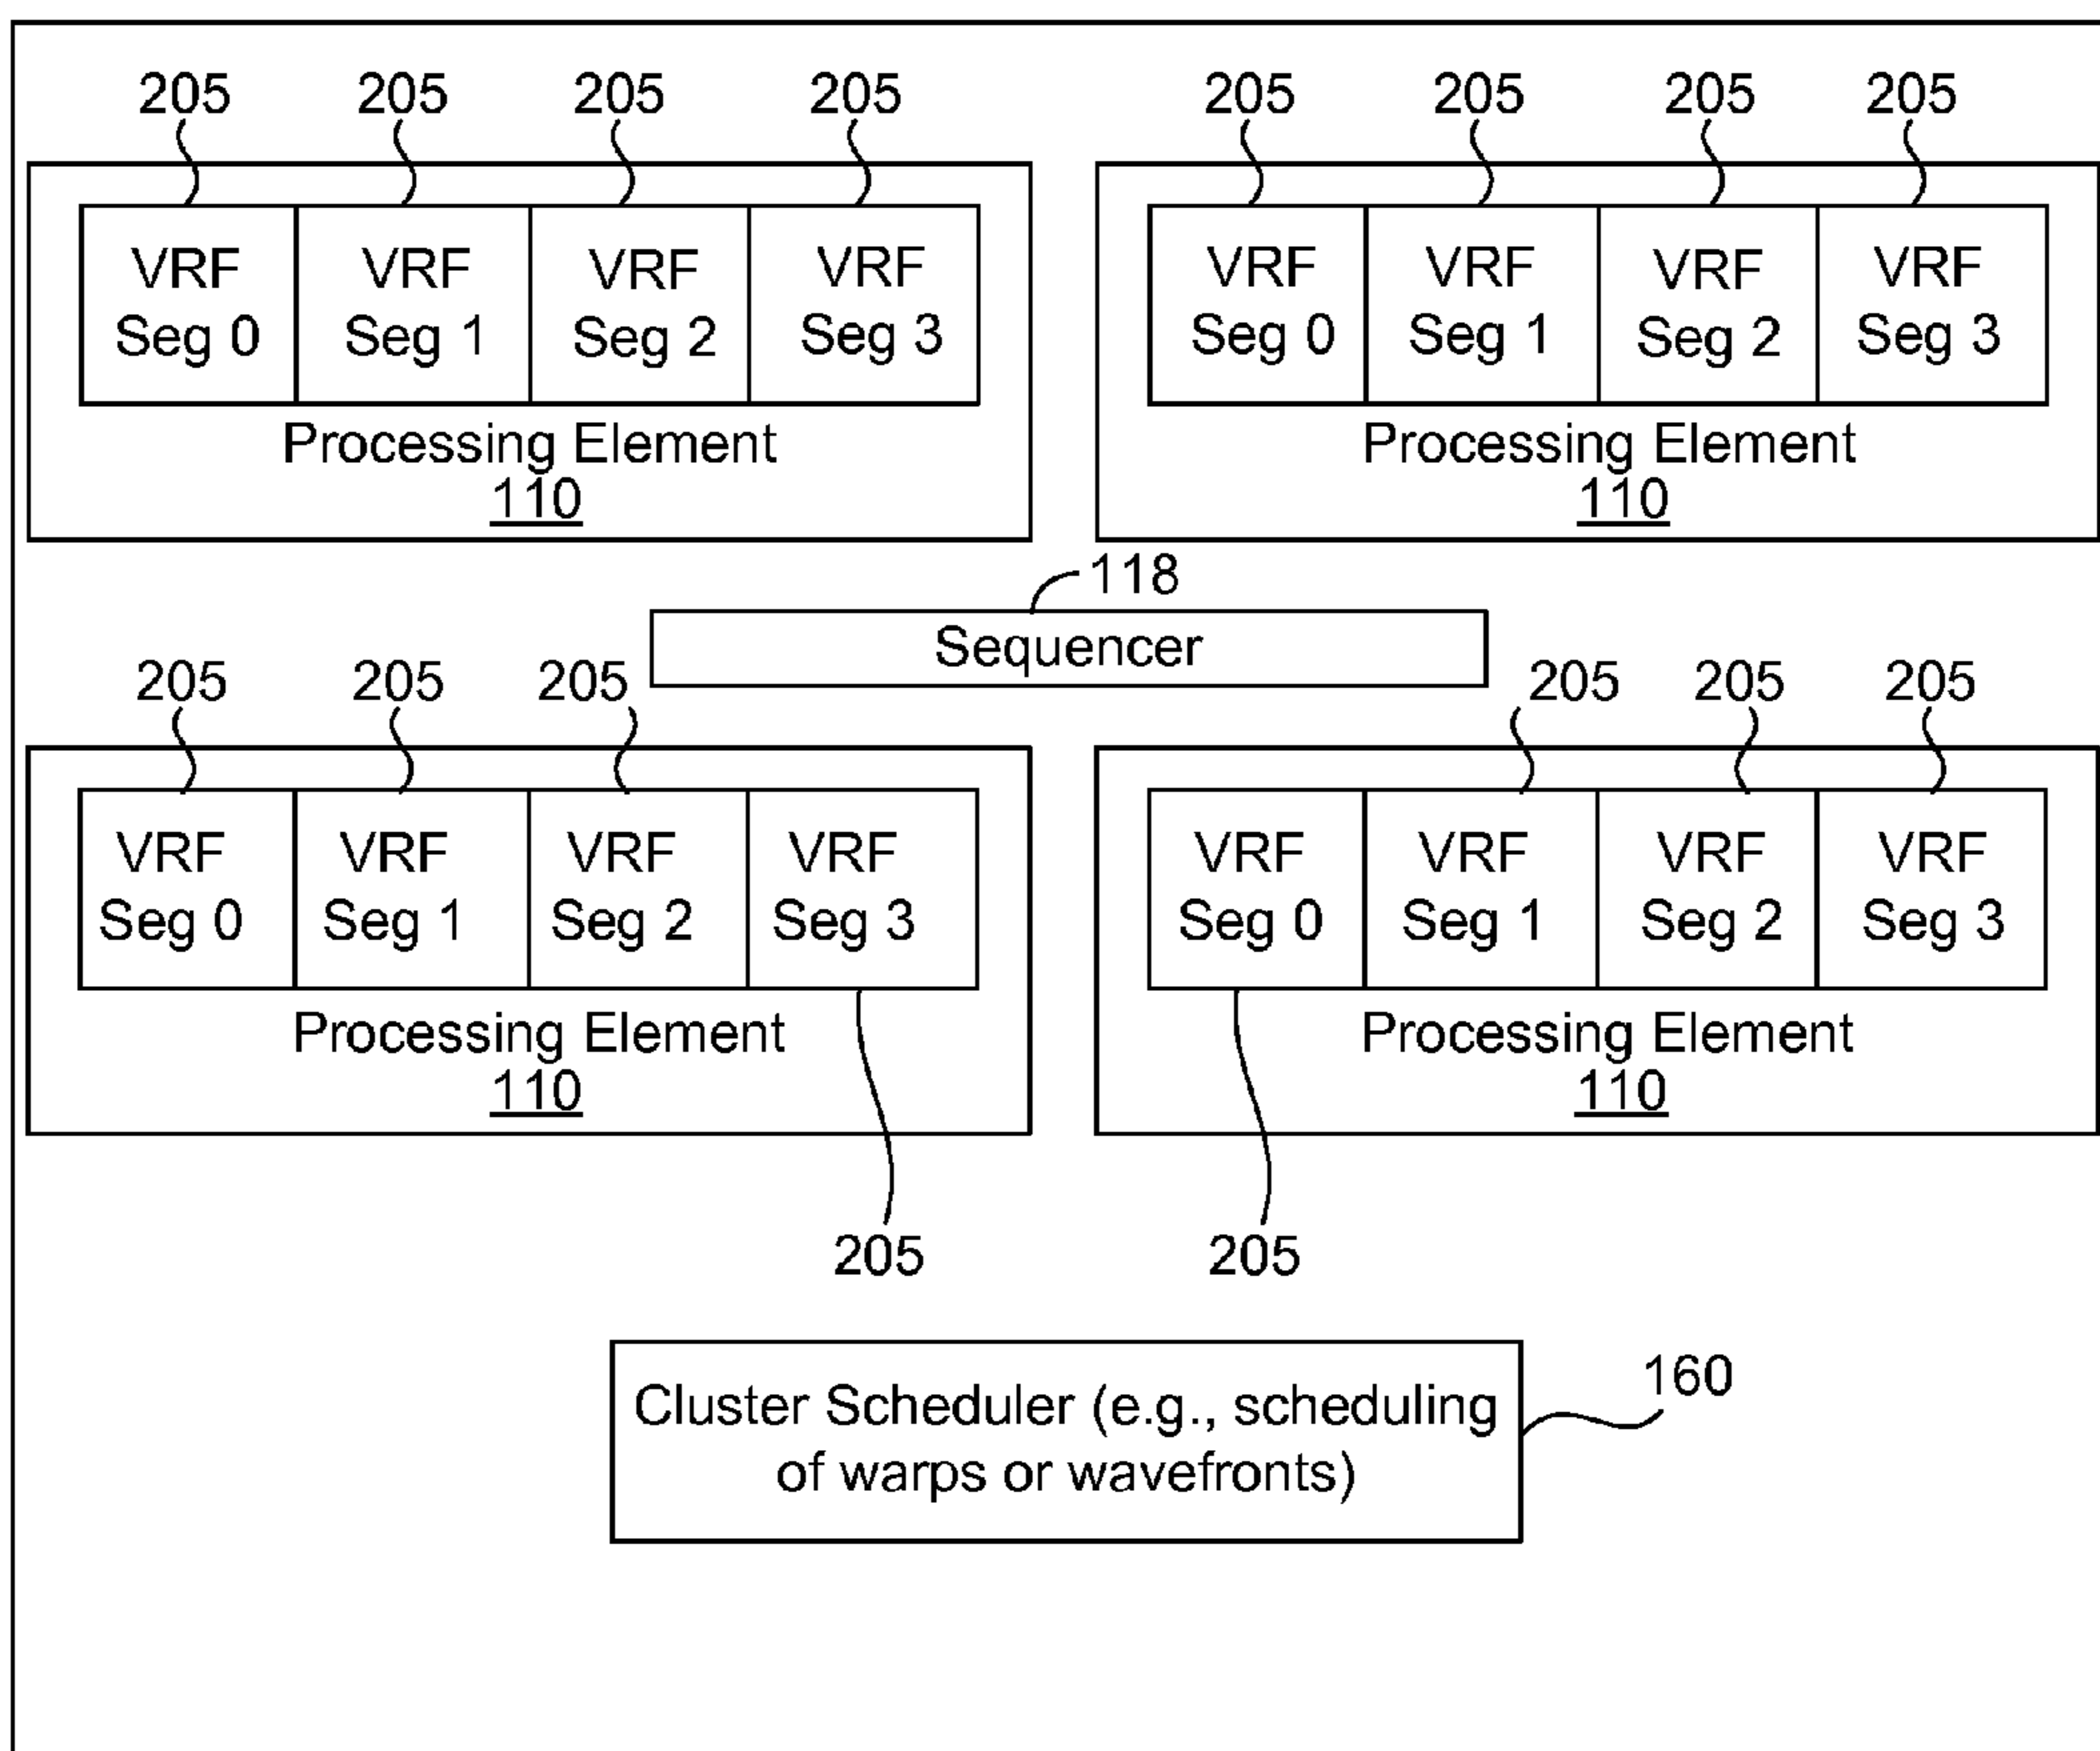 205 205 205 205 205 205 205 205
VRF VRF VRF VRF VRF VRF VRF VRF
Seg 0 Seg 1 Seg 2 Seg 3 Seg 0 Seg 1 Seg 2 Seg 3
Processing Element Processing Element
110 110
118
Sequencer
205 205 205 205 205 205
VRF VRF VRF VRF VRF VRF VRF VRF
Seg 0 Seg 1 Seg 2 Seg 3 Seg 0 Seg 1 Seg 2 Seg 3
Processing Element Processing Element
110 110
205 205
160
Cluster Scheduler (e.g., scheduling
of warps or wavefronts)